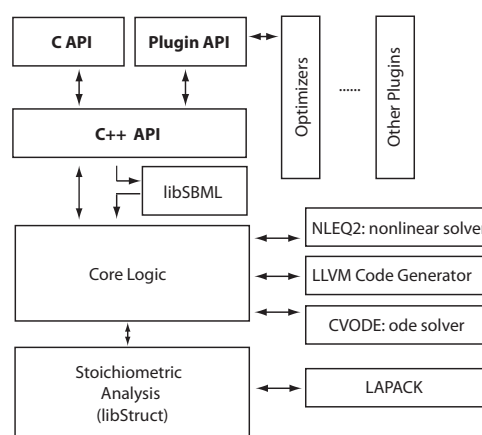 C API
Plugin API
Optimizers
......
Other Plugins
C++ API
libSBML
NLEQ2: nonlinear solver
Core Logic
LLVM Code Generator
CVODE: ode solver
Stoichiometric
Analysis
(libStruct)
LAPACK